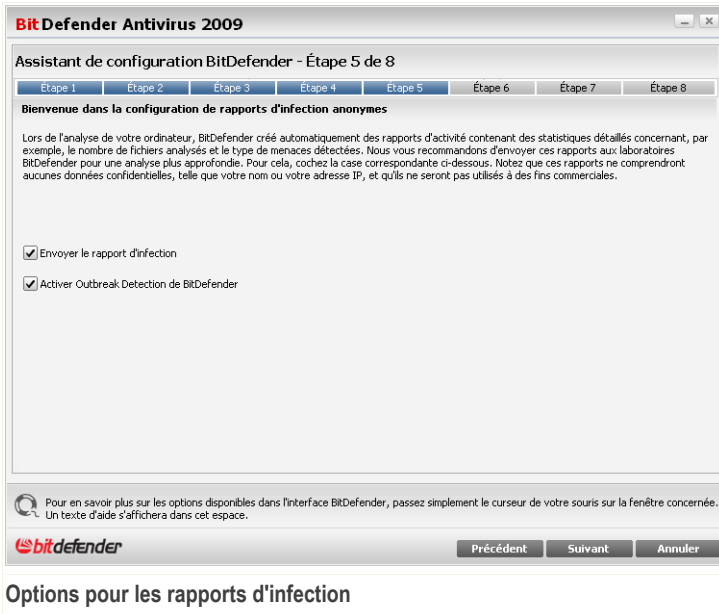 BitDefender Antivirus 2009
Assistant de configuration BitDefender - Étape 5 de 8
Étape 1 Étape 2 Étape 3 Étape 4 Étape 5 Étape 6 Étape 7 Étape 8
Bienvenue dans la configuration de rapports d'infection anonymes
Lors de l'analyse de votre ordinateur, BitDefender créé automatiquement des rapports d'activité contenant des statistiques détaillés concernant, par
exemple, le nombre de fichiers analysés et le type de menaces détectées. Nous vous recommandons d'envoyer ces rapports aux laboratoires
BitDefender pour une analyse plus approfondie. Pour cela, cochez la case correspondante ci-dessous. Notez que ces rapports ne comprendront
aucunes données confidentielles, telle que votre nom ou votre adresse IP, et qu'ils ne seront pas utilisés à des fins commerciales.
Envoyer le rapport d'infection
Activer Outbreak Detection de BitDefender
Pour en savoir plus sur les options disponibles dans l'interface BitDefender, passez simplement le curseur de votre souris sur la fenêtre concernée.
Un texte d'aide s'affichera dans cet espace.
bitdefender
Précédent Suivant Annuler
Options pour les rapports d'infection